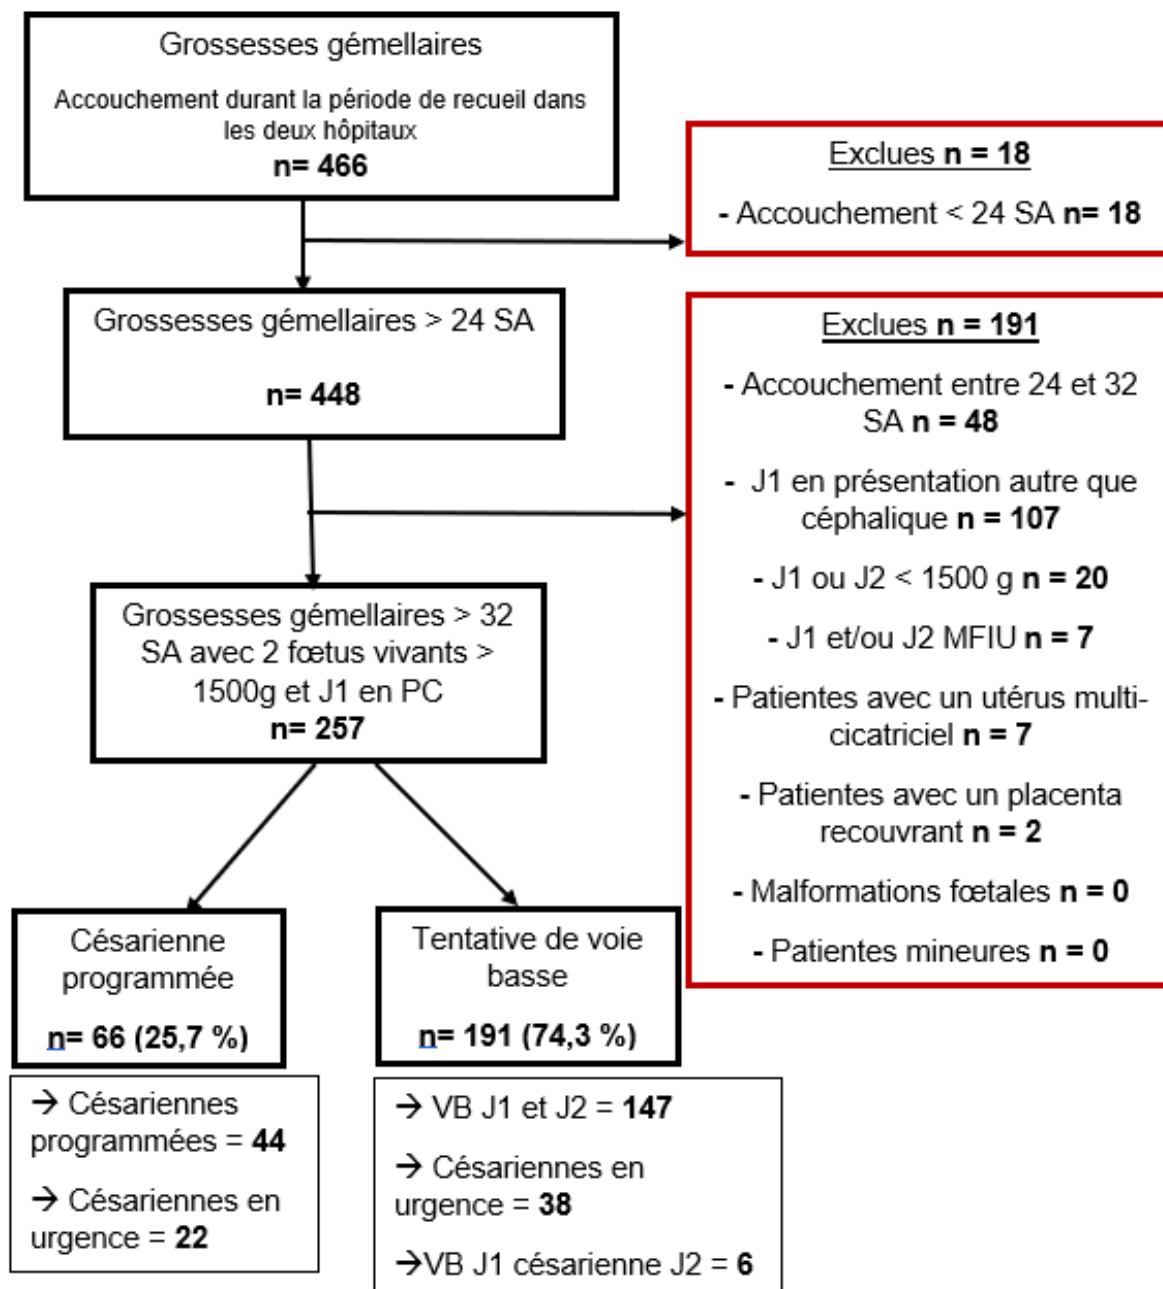 Grossesses gémellaires
Accouchement durant la période de recueil dans
les deux hôpitaux
n= 466
Exclues n = 18
- Accouchement < 24 SA n= 18
Grossesses gémellaires > 24 SA
n= 448
Exclues n = 191
- Accouchement entre 24 et 32
SA n = 48
- J1 en présentation autre que
céphalique n = 107
- J1 ou J2 < 1500 g n = 20
- J1 et/ou J2 MFIU n = 7
- Patientes avec un utérus multi-
cicatriciel n = 7
- Patientes avec un placenta
recouvrant n = 2
- Malformations fœtales n = 0
- Patientes mineures n = 0
Grossesses gémellaires > 32
SA avec 2 fœtus vivants >
1500g et J1 en PC
n= 257
Césarienne
programmée
n= 66 (25,7 %)
→ Césariennes
programmées = 44
→ Césariennes en
urgence = 22
Tentative de voie
basse
n= 191 (74,3 %)
→ VB J1 et J2 = 147
→ Césariennes en
urgence = 38
→VB J1 césarienne J2 = 6